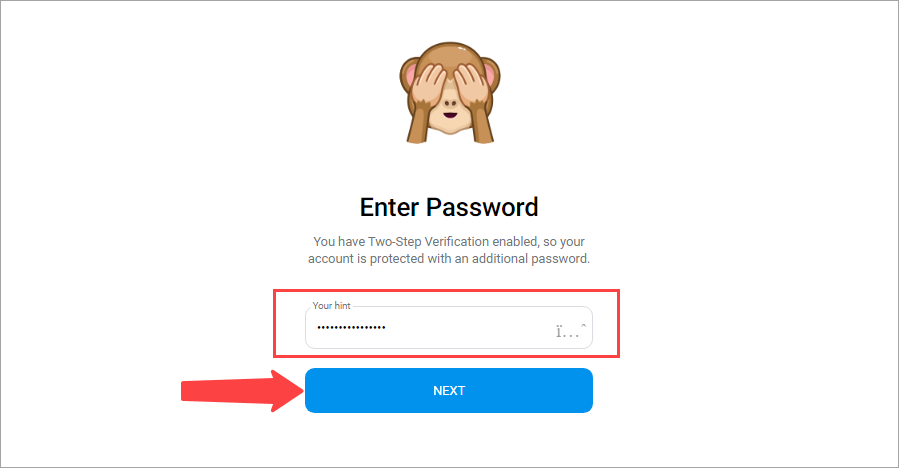 Enter Password
You have Two-Step Verification enabled, so your
account is protected with an additional password.
Your hint
••••••••••••••••
ï…ˆ
NEXT